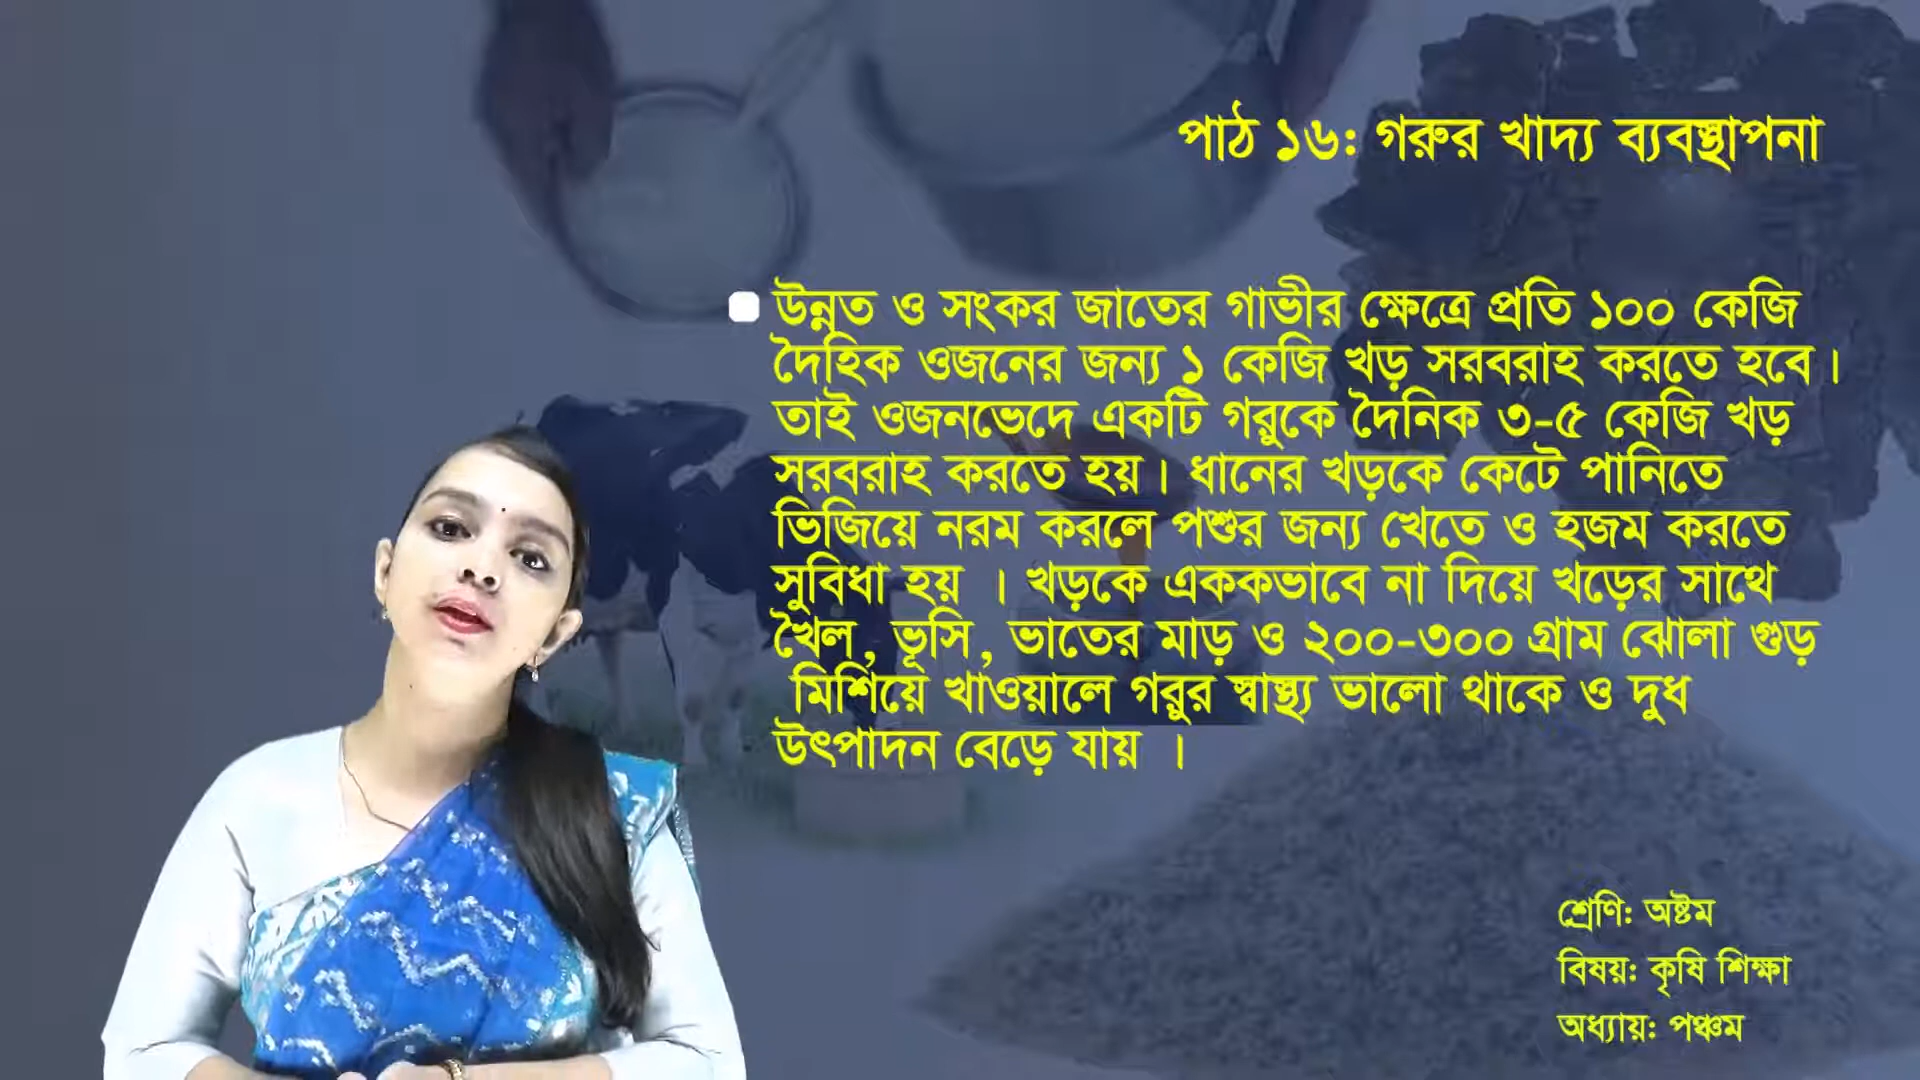 পাঠ ১৬: গরুর খাদ্য ব্যবস্থাপনা
উন্নত ও সংকর জাতের গাভীর ক্ষেত্রে প্রতি ১০০ কেজি
দৈহিক ওজনের জন্য ১ কেজি খড় সরবরাহ করতে হবে।
তাই ওজনভেদে একটি গরুকে দৈনিক ৩-৫ কেজি খড়
সরবরাহ করতে হয়। ধানের খড়কে কেটে পানিতে
ভিজিয়ে নরম করলে পশুর জন্য খেতে ও হজম করতে
সুবিধা হয় । খড়কে এককভাবে না দিয়ে খড়ের সাথে
খৈল, ভূসি, ভাতের মাড় ও ২০০-৩০০ গ্রাম ঝোলা গুড়
মিশিয়ে খাওয়ালে গরুর স্বাস্থ্য ভালো থাকে ও দুধ
উৎপাদন বেড়ে যায় ।
শ্রেণি: অষ্টম
বিষয়: কৃষি শিক্ষা
অধ্যায়: পঞ্চম